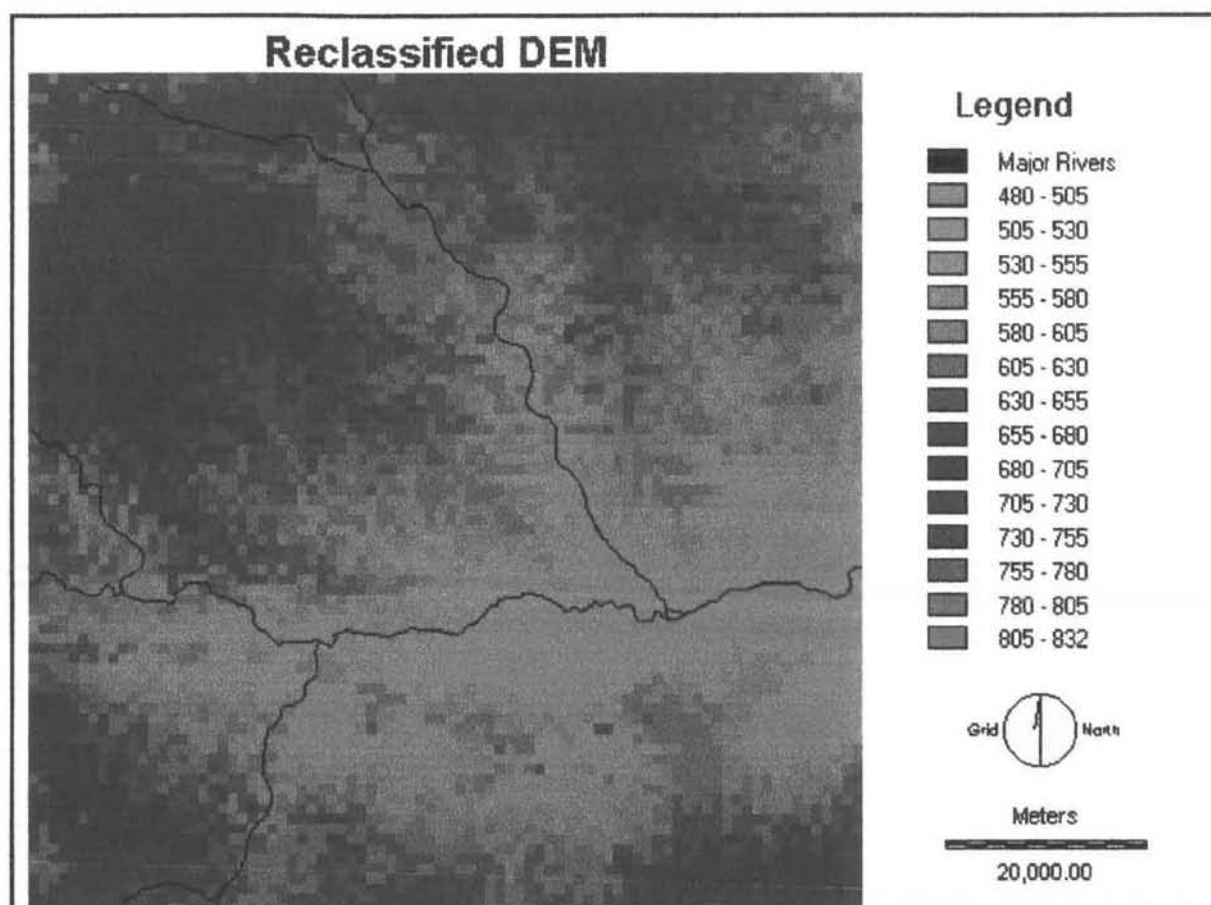 Reclassified DEM
Legend
Major Rivers
480 - 505
505 - 530
530 - 555
555 - 580
580 - 605
605 - 630
630 - 655
655 - 680
680 - 705
705 - 730
730 - 755
755 - 780
780 - 805
805 - 832
Grid North
Meters
20,000.00